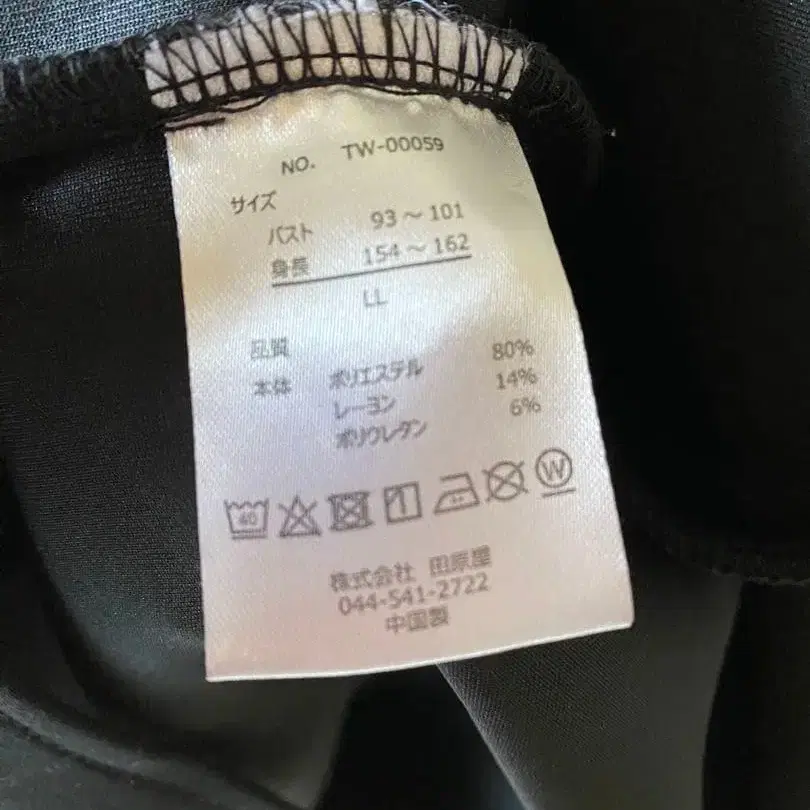 NO. TW-00059
サイズ
バスト 93～101
身長 154～162
LL
品質
本体 ポリエステル 80%
レーヨン 14%
ポリウレタン 6%
40 W
株式会社 田原屋
044-541-2722
中国製